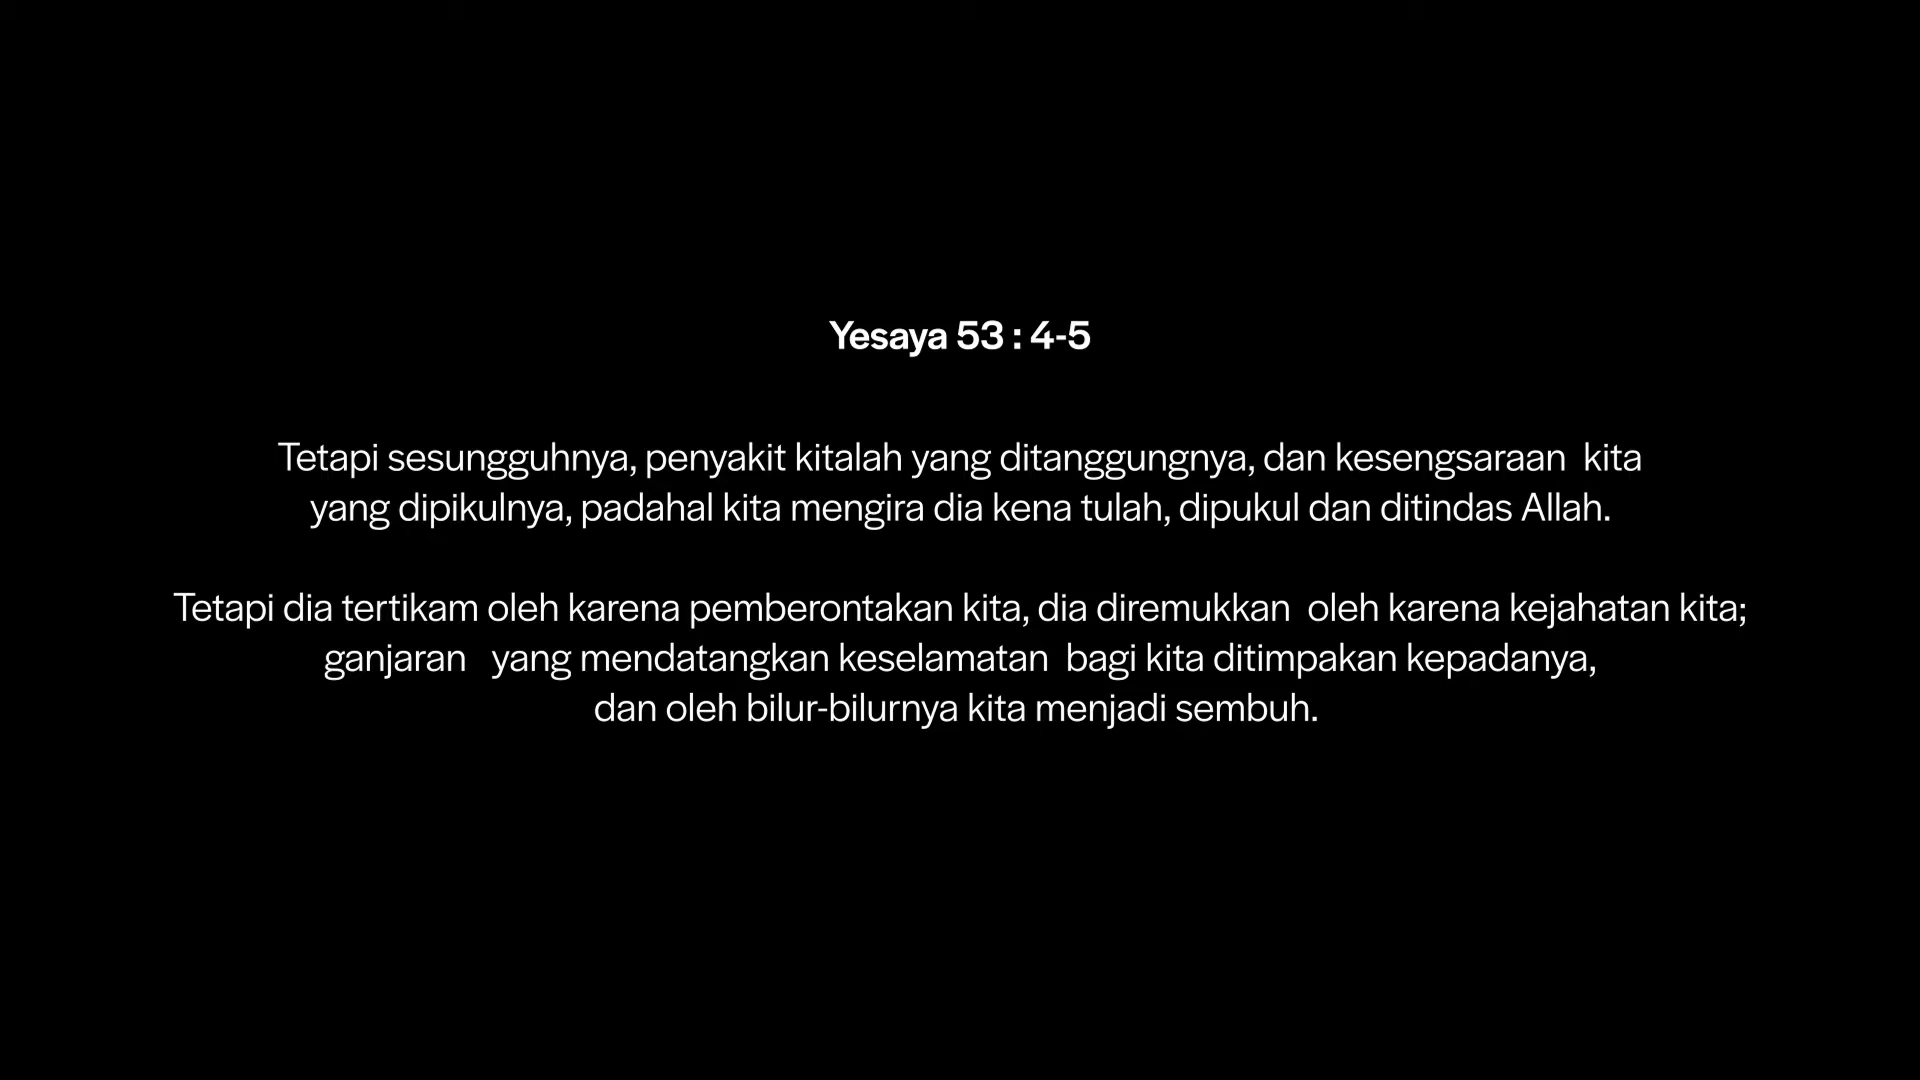 Yesaya 53 : 4-5
Tetapi sesungguhnya, penyakit kitalah yang ditanggungnya, dan kesengsaraan  kita
yang dipikulnya, padahal kita mengira dia kena tulah, dipukul dan ditindas Allah.
Tetapi dia tertikam oleh karena pemberontakan kita, dia diremukkan  oleh karena kejahatan kita;
ganjaran   yang mendatangkan keselamatan  bagi kita ditimpakan kepadanya,
dan oleh bilur-bilurnya kita menjadi sembuh.